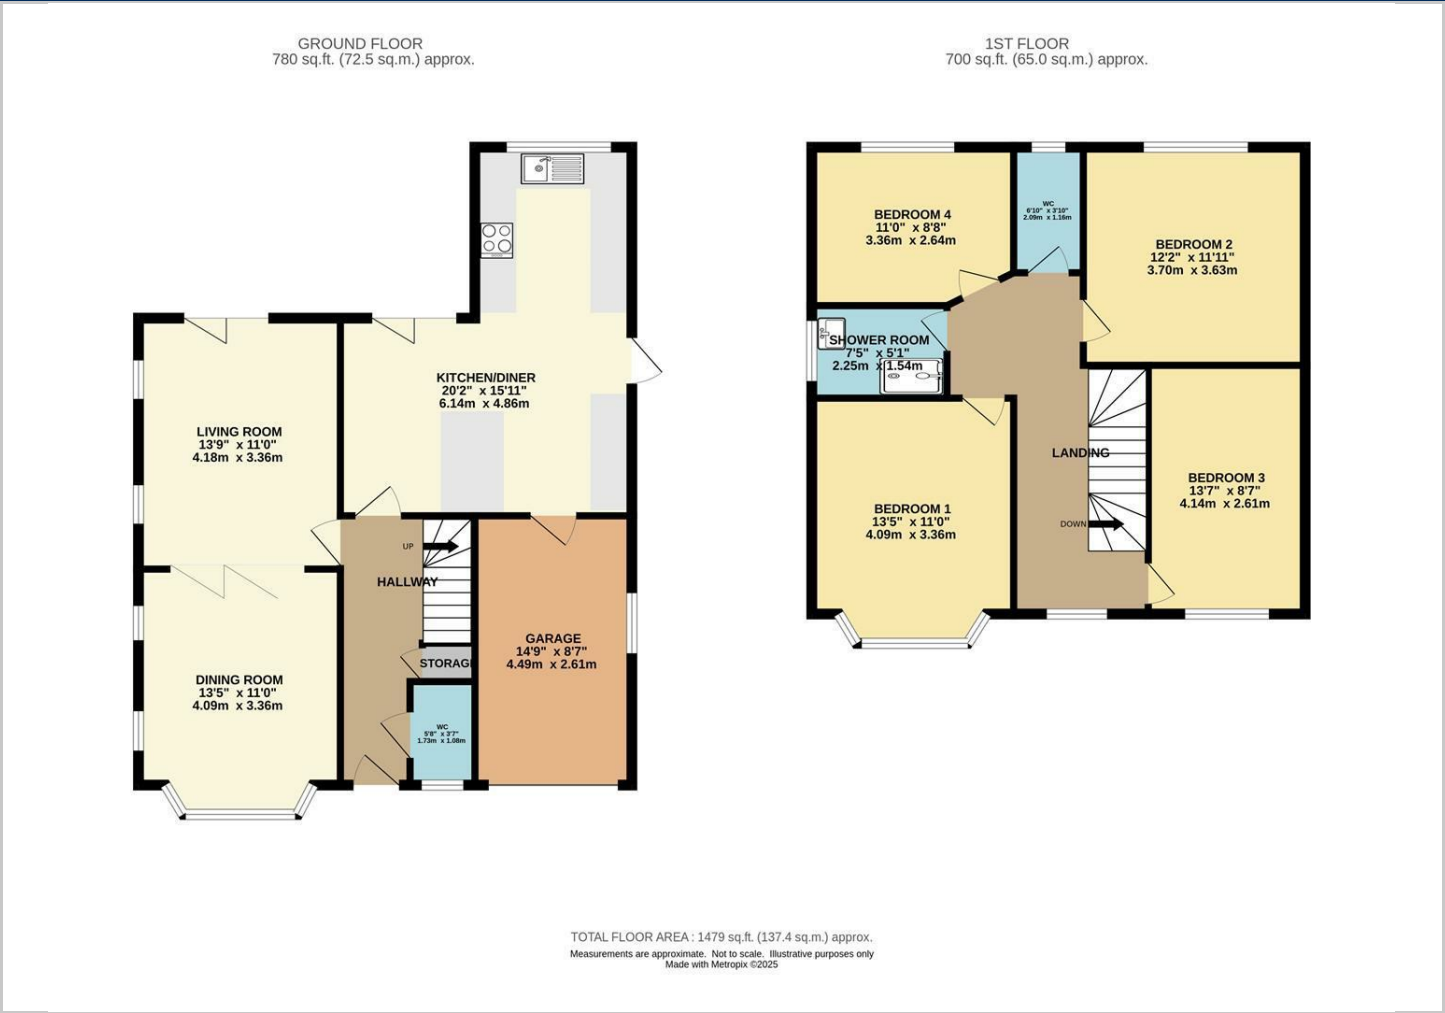 GROUND FLOOR
780 sq.ft. (72.5 sq.m.) approx.
1ST FLOOR
700 sq.ft. (65.0 sq.m.) approx.
KITCHEN/DINER
20'2" x 15'11"
6.14m x 4.86m
LIVING ROOM
13'9" x 11'0"
4.18m x 3.36m
UP
HALLWAY
STORAGE
GARAGE
14'9" x 8'7"
4.49m x 2.61m
DINING ROOM
13'5" x 11'0"
4.09m x 3.36m
WC
5'8" x 3'7"
1.73m x 1.08m
BEDROOM 4
11'0" x 8'8"
3.36m x 2.64m
WC
6'10" x 3'10"
2.09m x 1.16m
BEDROOM 2
12'2" x 11'11"
3.70m x 3.63m
SHOWER ROOM
7'5" x 5'1"
2.25m x 1.54m
LANDING
DOWN
BEDROOM 3
13'7" x 8'7"
4.14m x 2.61m
BEDROOM 1
13'5" x 11'0"
4.09m x 3.36m
TOTAL FLOOR AREA : 1479 sq.ft. (137.4 sq.m.) approx.
Measurements are approximate. Not to scale. Illustrative purposes only
Made with Metropix ©2025